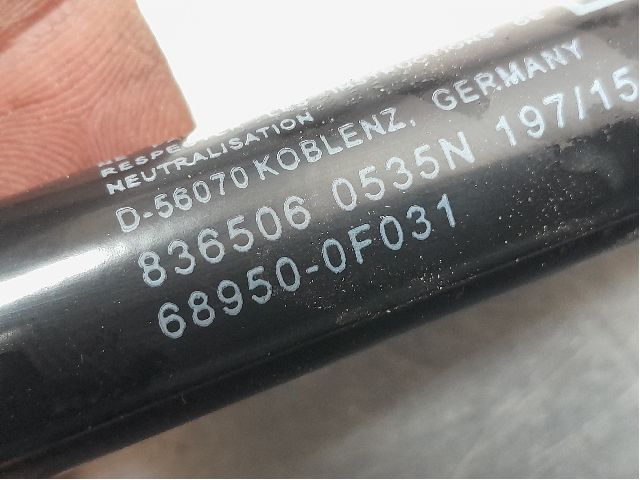 NEUTRALISATION
D-56070 KOBLENZ, GERMANY
836506 0535N 197/15
68950-0F031